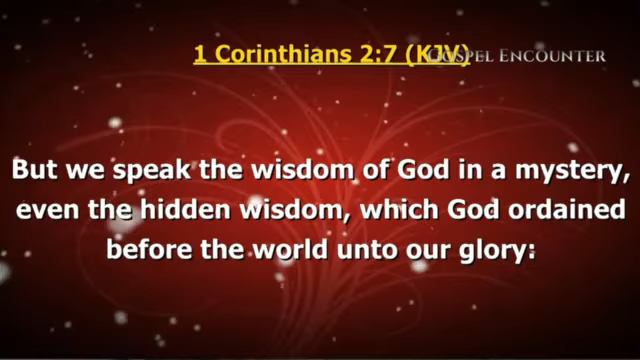 1 Corinthians 2:7 (KJV)
GOSPEL ENCOUNTER
But we speak the wisdom of God in a mystery,
even the hidden wisdom, which God ordained
before the world unto our glory: